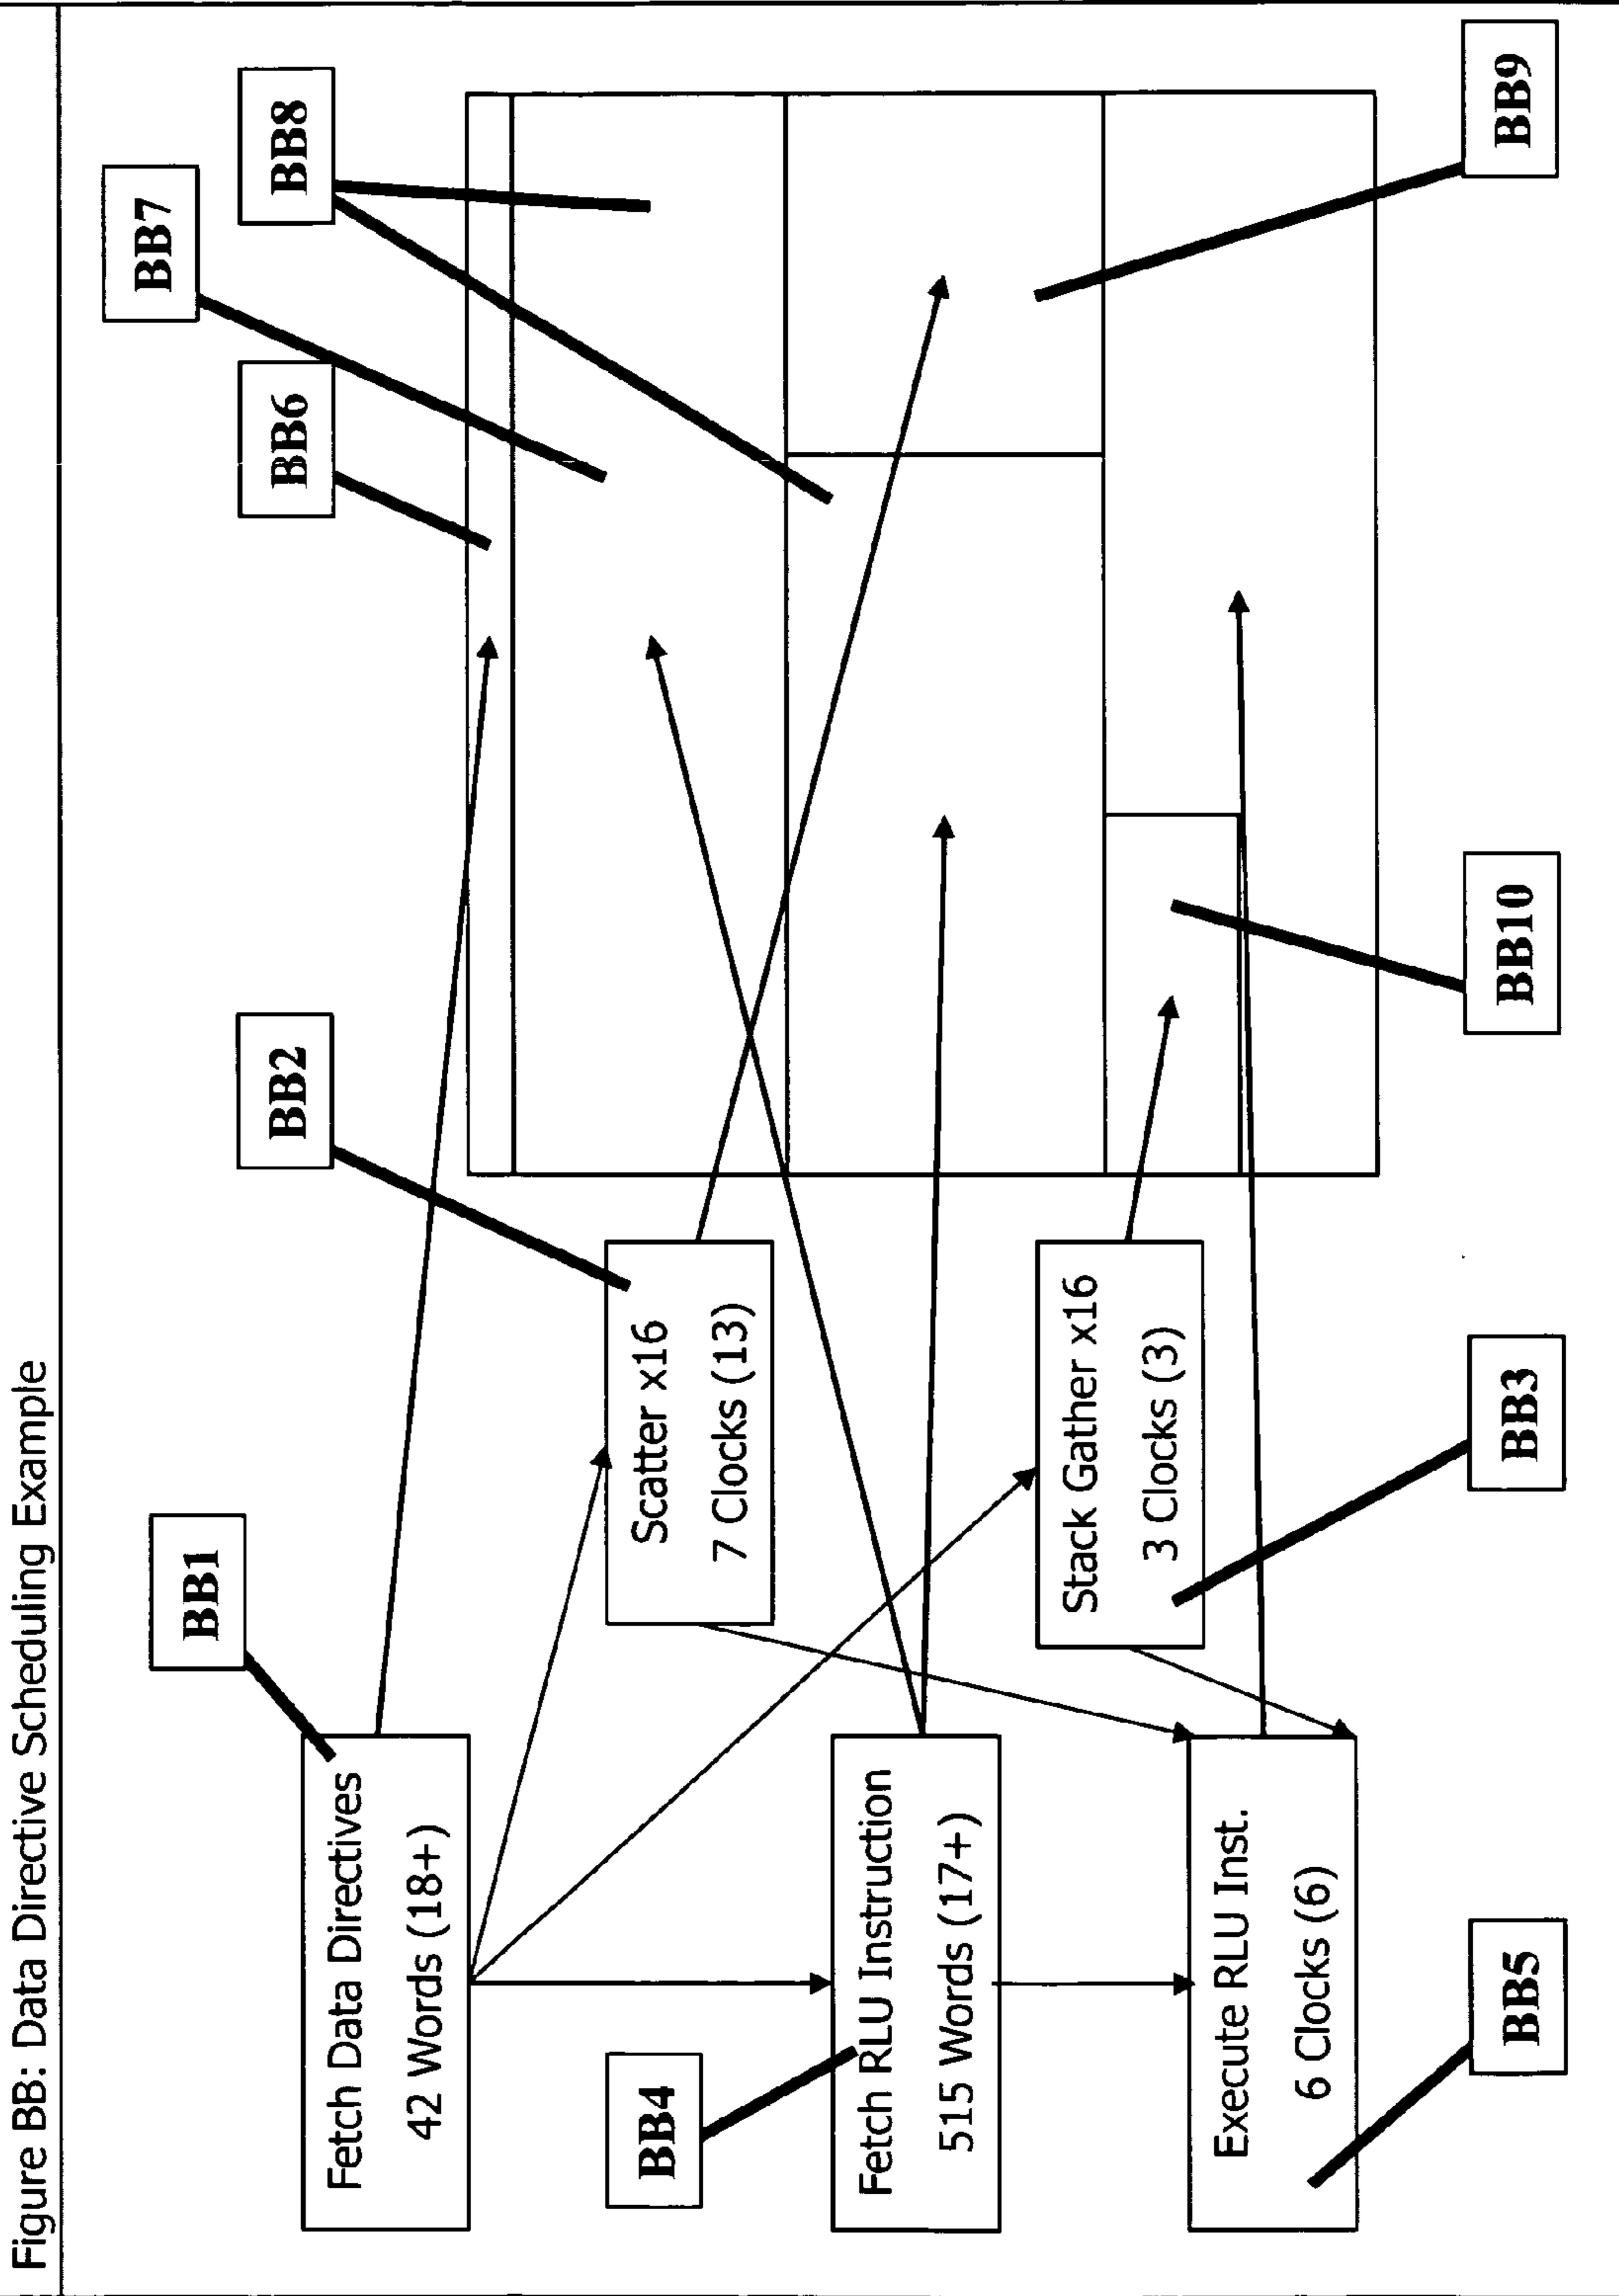 Figure BB: Data Directive Scheduling Example
BB1
Fetch Data Directives
42 Words (18+)
BB2
Scatter x16
7 Clocks (13)
BB4
Fetch RLU Instruction
515 Words (17+)
Stack Gather x16
3 Clocks (3)
BB3
Execute RLU Inst.
6 Clocks (6)
BB5
BB6
BB7
BB8
BB9
BB10